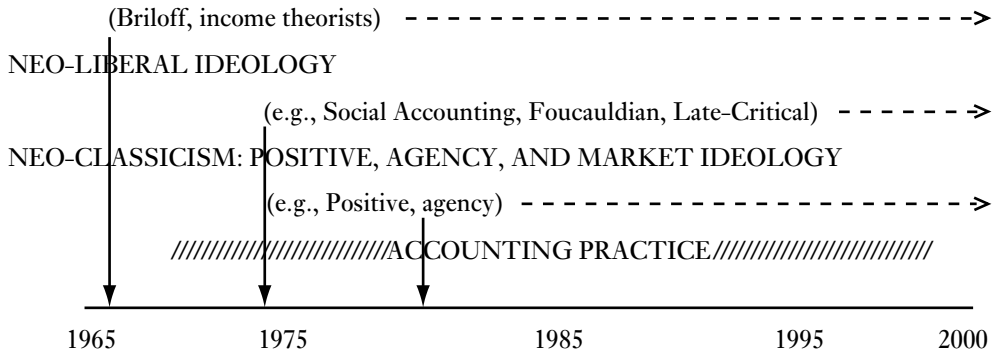 (Briloff, income theorists)
NEO-LIBERAL IDEOLOGY
(e.g., Social Accounting, Foucauldian, Late-Critical)
NEO-CLASSICISM: POSITIVE, AGENCY, AND MARKET IDEOLOGY
(e.g., Positive, agency)
////////////////////////////ACCOUNTING PRACTICE////////////////////////////
1965 1975 1985 1995 2000